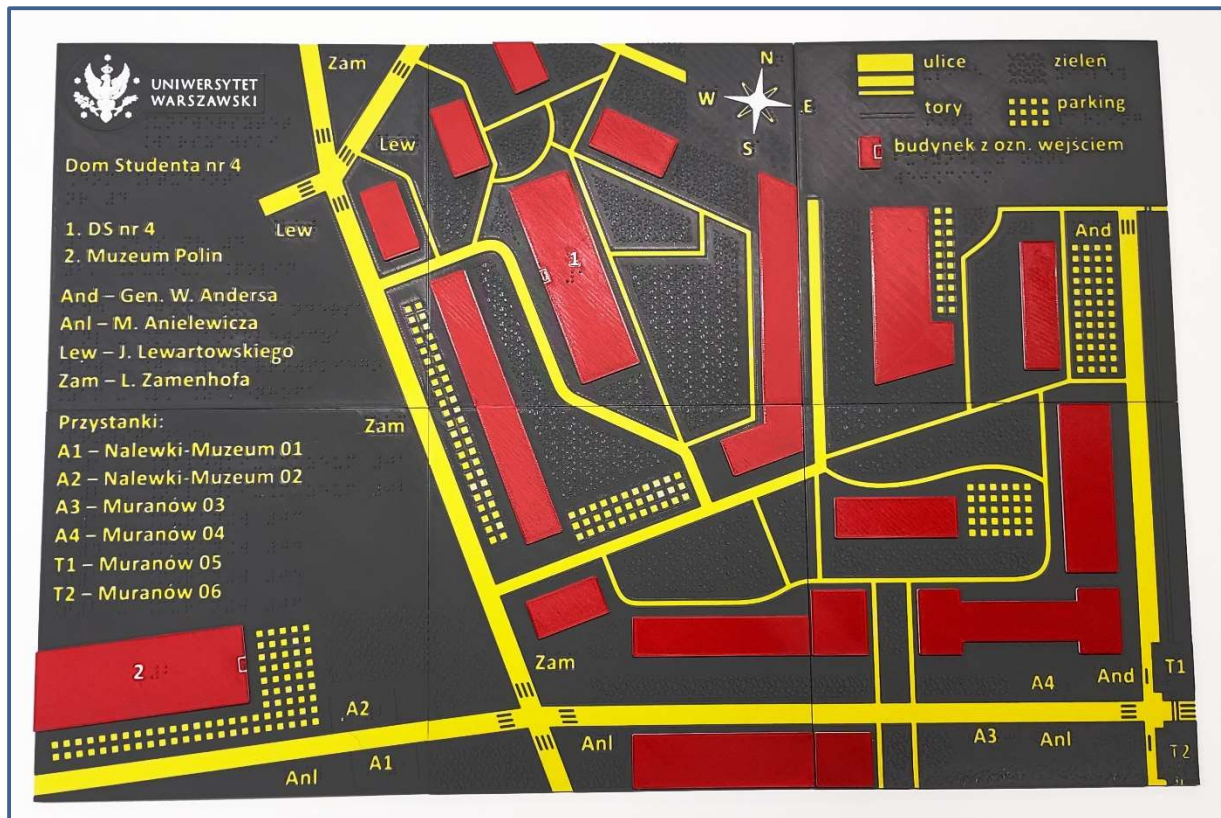 UNIWERSYTET
WARSZAWSKI
Dom Studenta nr 4
1. DS nr 4
2. Muzeum Polin
And – Gen. W. Andersa
Anl – M. Anielewicza
Lew – J. Lewartowskiego
Zam – L. Zamenhofa
Przystanki:
A1 – Nalewki-Muzeum 01
A2 – Nalewki-Muzeum 02
A3 – Muranów 03
A4 – Muranów 04
T1 – Muranów 05
T2 – Muranów 06
ulice
zieleń
tory
parking
budynek z ozn. wejściem
N
W
E
S
Zam
Lew
Lew
And
1
Zam
2
Zam
A2
A1
Anl
Anl
A4
And
T1
A3
Anl
T2